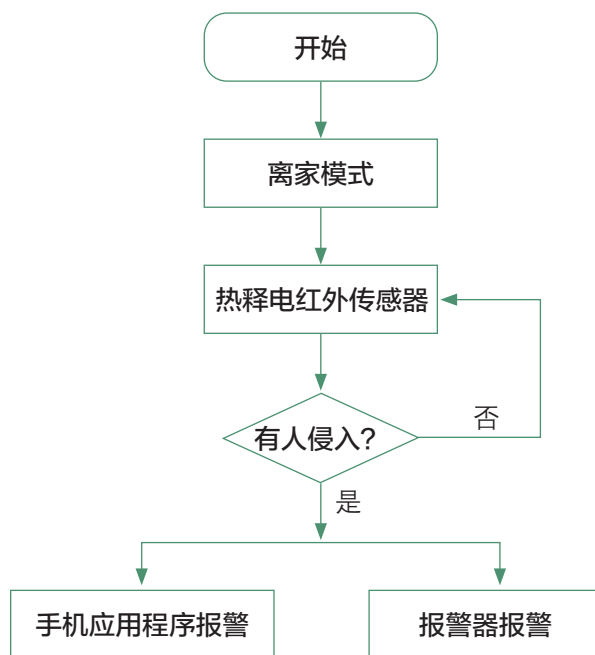 开始
离家模式
热释电红外传感器
有人侵入?
否
是
手机应用程序报警
报警器报警